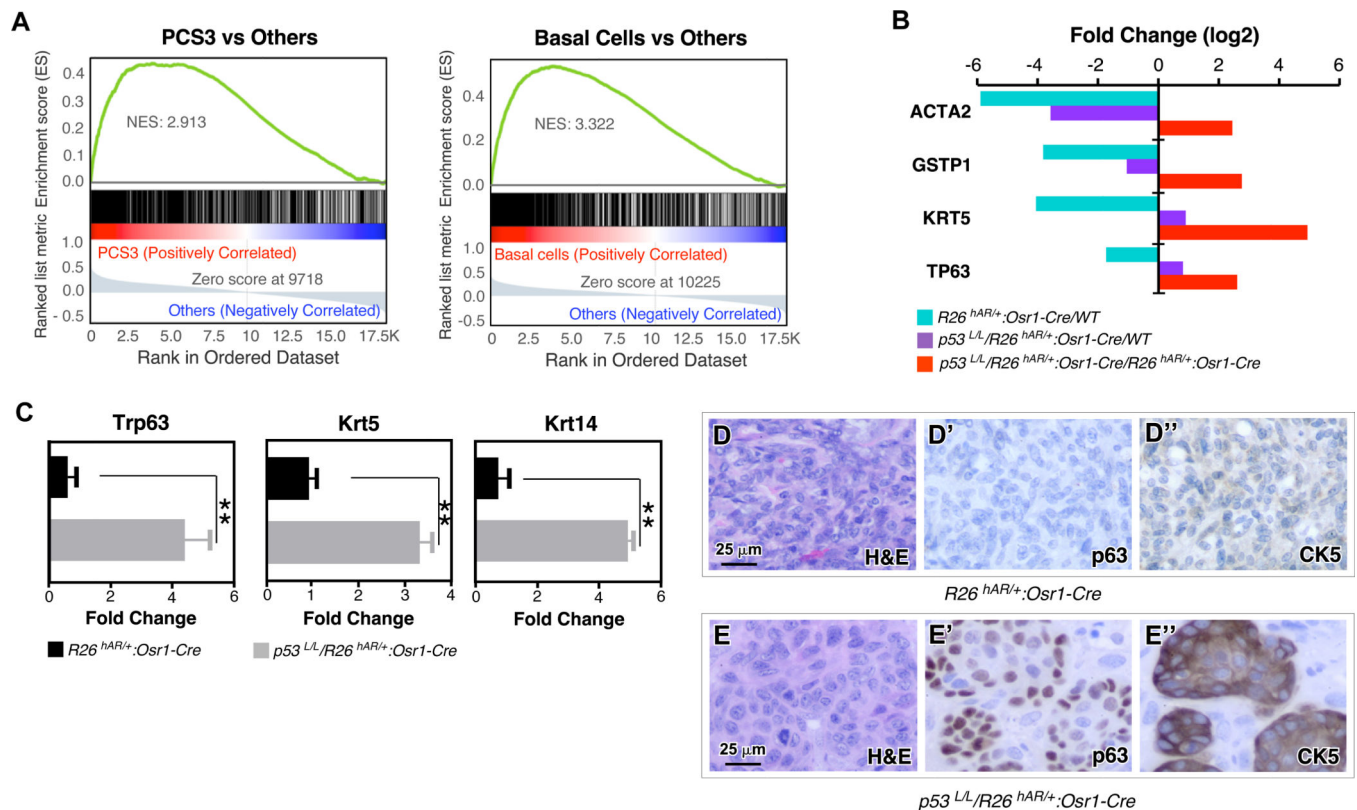 A
PCS3 vs Others
Enrichment score (ES)
0.4
0.3
0.2
0.1
0.0
NES: 2.913
Ranked list metric
1.0
0.5
0.0
- 0.5
PCS3 (Positively Correlated)
Zero score at 9718
Others (Negatively Correlated)
0 2.5 5.0 7.5 10 12.5 15.0 17.5K
Rank in Ordered Dataset
Basal Cells vs Others
Enrichment score (ES)
0.4
0.2
0.0
NES: 3.322
Ranked list metric
1.0
0.5
0.0
-0.5
Basal cells (Positively Correlated)
Zero score at 10225
Others (Negatively Correlated)
0 2.5 5.0 7.5 10 12.5 15.0 17.5K
Rank in Ordered Dataset
B
Fold Change (log2)
-6 -4 -2 0 2 4 6
ACTA2
GSTP1
KRT5
TP63
R26 hAR/+:Osr1-Cre/WT
p53 L/L/R26 hAR/+:Osr1-Cre/WT
p53 L/L/R26 hAR/+:Osr1-Cre/R26 hAR/+:Osr1-Cre
C
Trp63
**
0 2 4 6
Fold Change
Krt5
**
0 1 2 3 4
Fold Change
Krt14
**
0 2 4 6
Fold Change
R26 hAR/+:Osr1-Cre
p53 L/L/R26 hAR/+:Osr1-Cre
D
25 μm
H&E
D'
p63
D''
CK5
R26 hAR/+:Osr1-Cre
E
25 μm
H&E
E'
p63
E''
CK5
p53 L/L/R26 hAR/+:Osr1-Cre